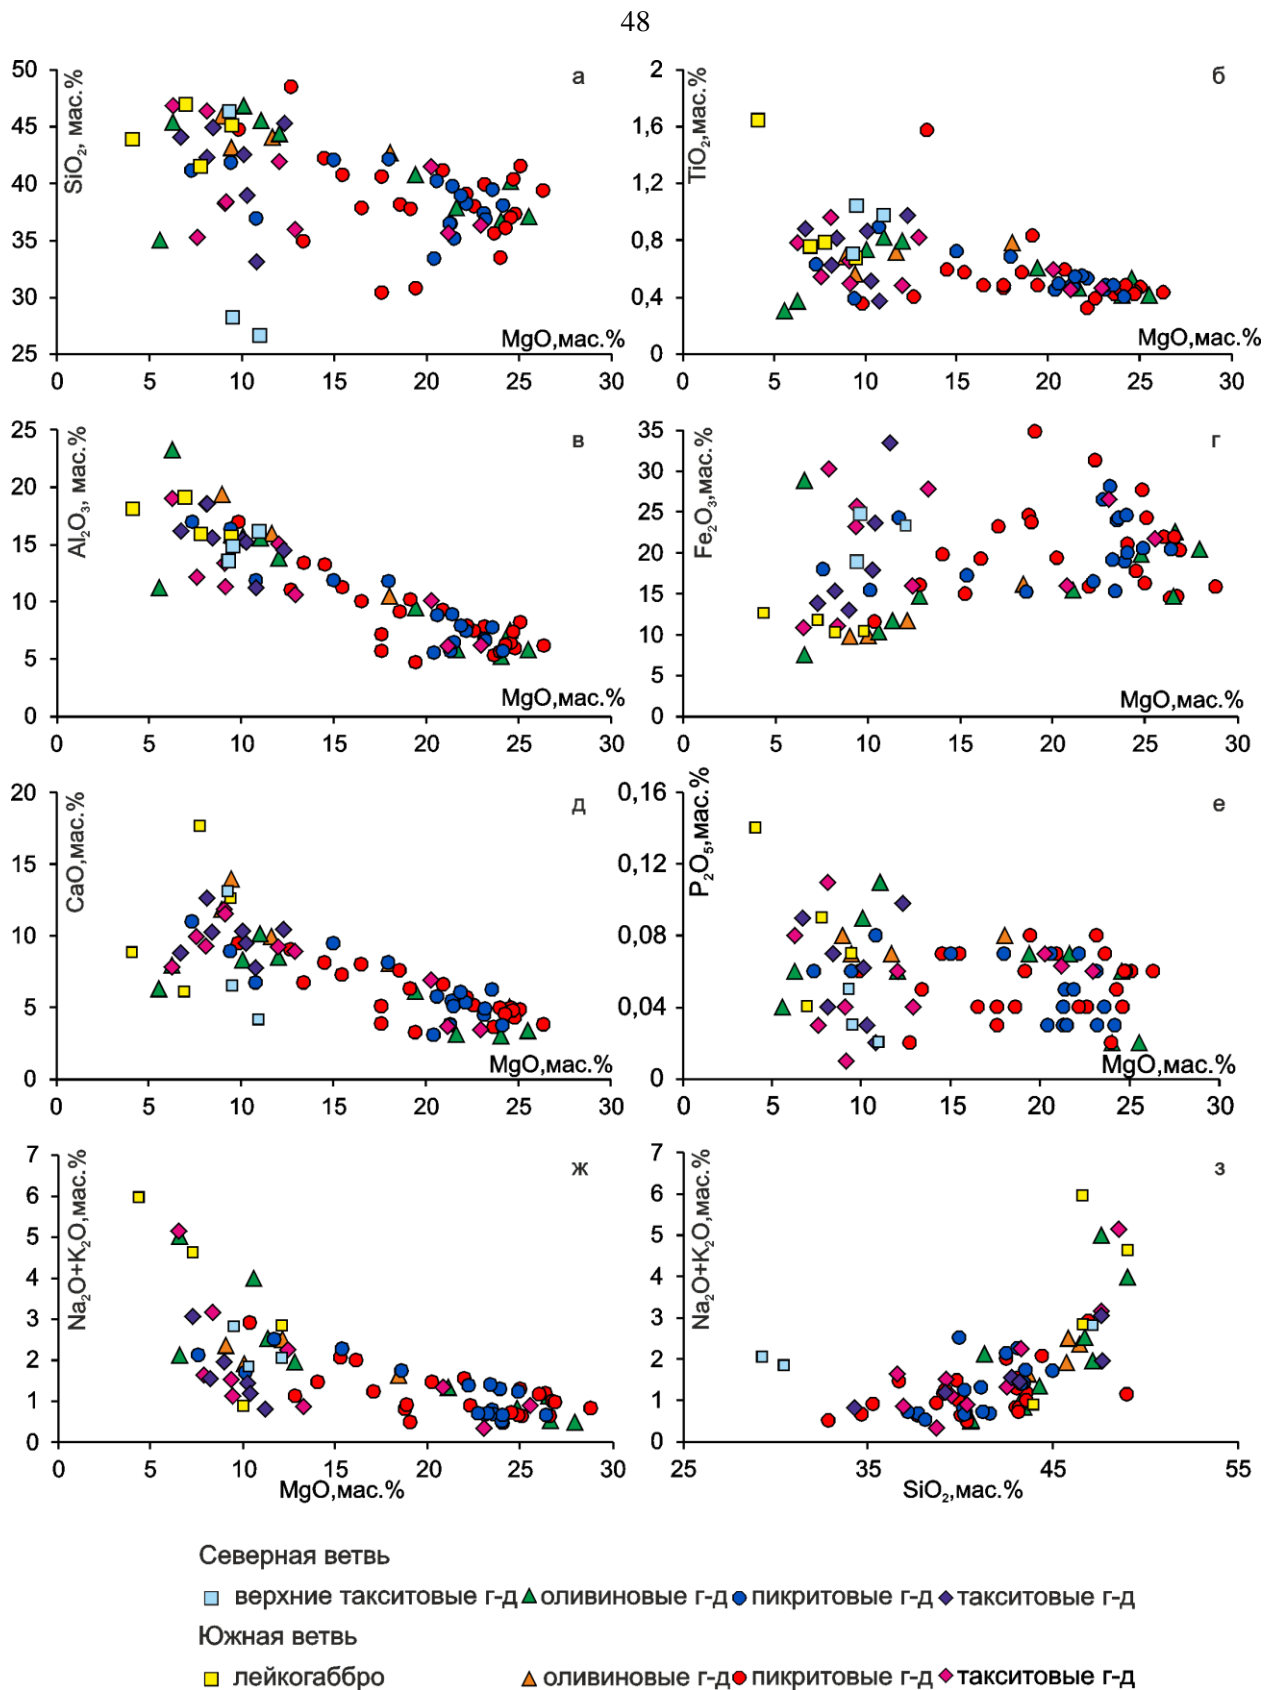 48
50
45
40
35
30
25
SiO2, мас.%
а
MgO,мас.%
0 5 10 15 20 25 30
2
1,6
1,2
0,8
0,4
0
TiO2,мас.%
б
MgO,мас.%
0 5 10 15 20 25 30
25
20
15
10
5
0
Al2O3, мас.%
в
MgO,мас.%
0 5 10 15 20 25 30
35
30
25
20
15
10
5
0
Fe2O3,мас.%
г
MgO,мас.%
0 5 10 15 20 25 30
20
15
10
5
0
CaO,мас.%
д
MgO,мас.%
0 5 10 15 20 25 30
0,16
0,12
0,08
0,04
0
P2O5,мас.%
е
MgO,мас.%
0 5 10 15 20 25 30
7
6
5
4
3
2
1
0
Na2O+K2O,мас.%
ж
0 5 10 15 20 25 30
MgO,мас.%
7
6
5
4
3
2
1
0
Na2O+K2O,мас.%
з
25 35 45 55
SiO2,мас.%
Северная ветвь
верхние такситовые г-д оливиновые г-д пикритовые г-д такситовые г-д
Южная ветвь
лейкогаббро оливиновые г-д пикритовые г-д такситовые г-д